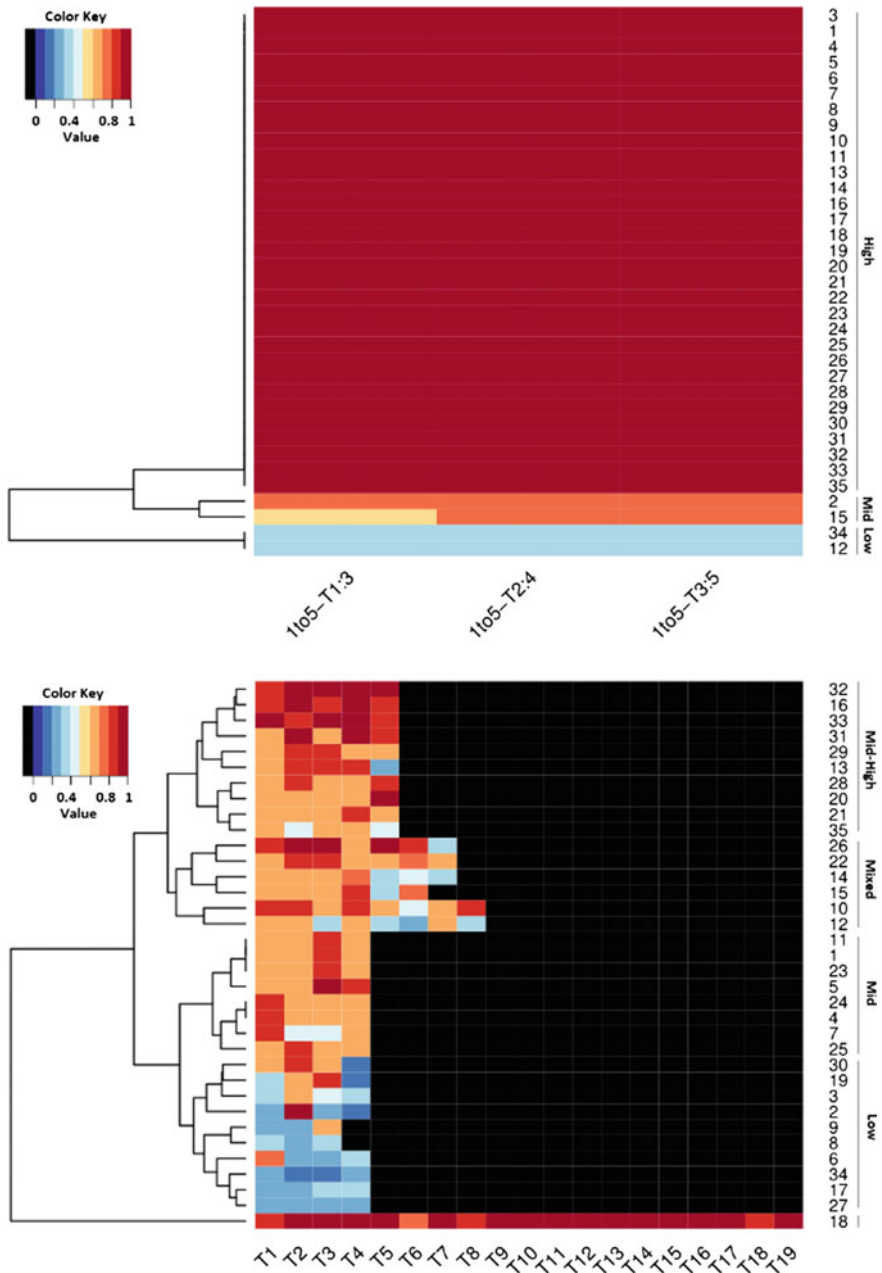 Color Key
0 0.4 0.8 1
Value
3
1
4
5
6
7
8
9
10
11
13
14
16
17
18
19
20
21
22
23
24
25
26
27
28
29
30
31
32
33
35
2
15
34
12
High
Mid
Low
1to5-T1:3
1to5-T2:4
1to5-T3:5
Color Key
0 0.4 0.8 1
Value
32
16
33
31
29
13
28
20
21
35
26
22
14
15
10
12
11
1
23
5
24
4
7
25
30
19
3
2
9
8
6
34
17
27
18
Mid-High
Mixed
Mid
Low
T1
T2
T3
T4
T5
T6
T7
T8
T9
T10
T11
T12
T13
T14
T15
T16
T17
T18
T19